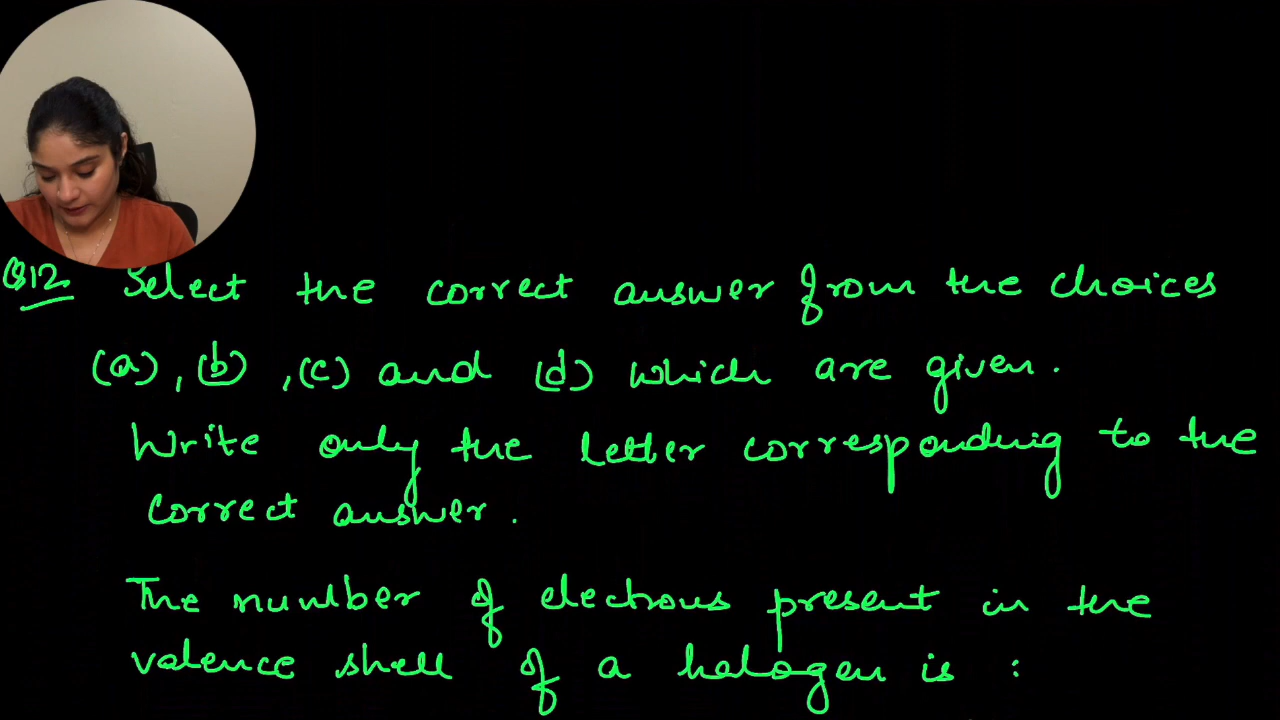 Q12. Select the correct answer from the choices
(a), (b), (c) and (d) which are given.
Write only the letter corresponding to the
correct answer.
The number of electrons present in the
valence shell of a halogen is :